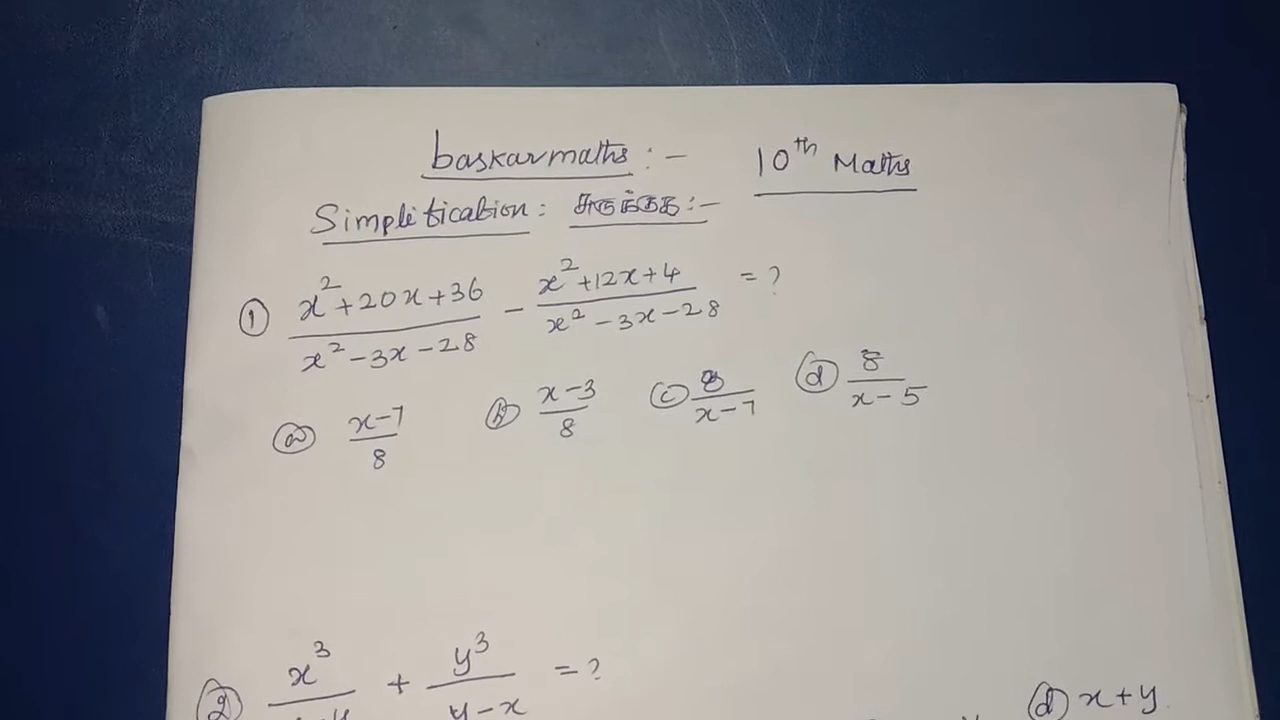 baskarmaths :- 10th Maths
Simplification : சுருக்குக :-
① (x² + 20x + 36)/(x² - 3x - 28) - (x² + 12x + 4)/(x² - 3x - 28) = ?
ⓐ (x - 7)/8 ⓑ (x - 3)/8 ⓒ 8/(x - 7) ⓓ 8/(x - 5)
② x³ + y³/(y - x) = ?
ⓓ x + y